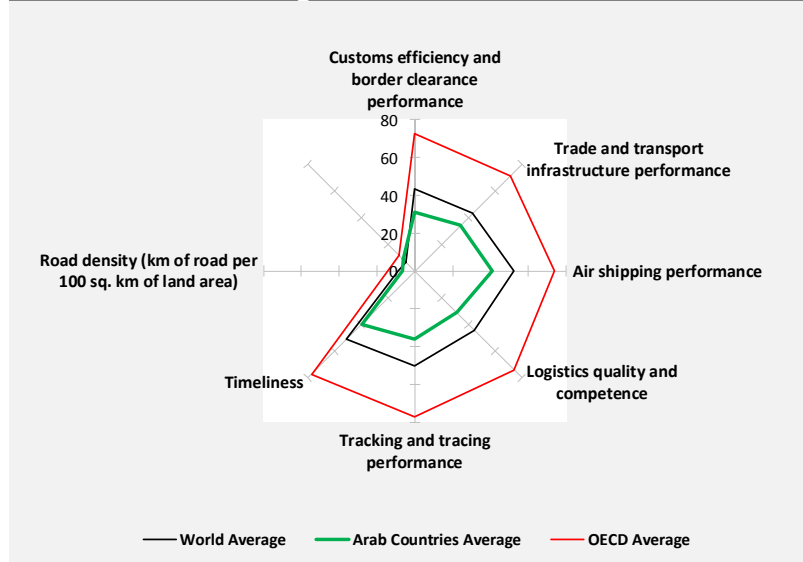 Customs efficiency and
border clearance
performance
80
60
40
20
0
Trade and transport
infrastructure performance
Road density (km of road per
100 sq. km of land area)
Air shipping performance
Timeliness
Logistics quality and
competence
Tracking and tracing
performance
World Average
Arab Countries Average
OECD Average